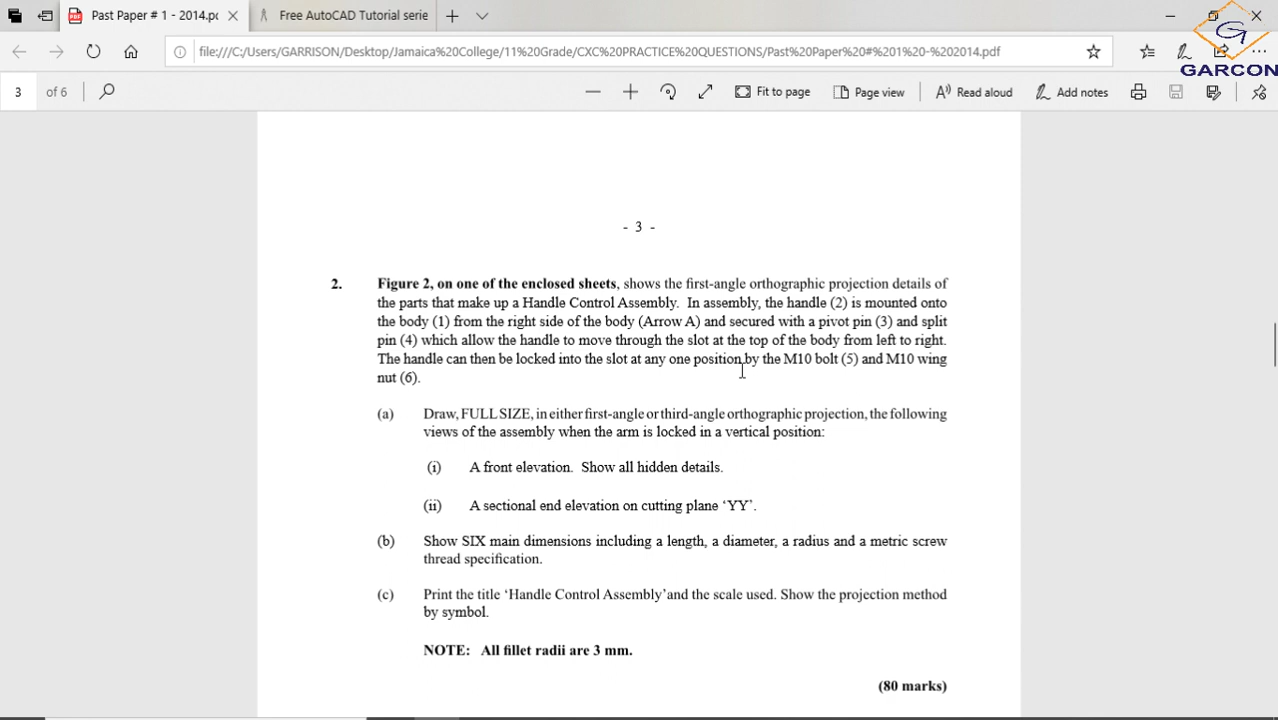 Past Paper # 1 - 2014.pc
Free AutoCAD Tutorial serie
file:///C:/Users/GARRISON/Desktop/Jamaica%20College/11%20Grade/CXC%20PRACTICE%20QUESTIONS/Past%20Paper%20#%201%20-%202014.pdf
GARCON
3 of 6
Fit to page
Page view
Read aloud
Add notes
- 3 -
2. Figure 2, on one of the enclosed sheets, shows the first-angle orthographic projection details of
the parts that make up a Handle Control Assembly. In assembly, the handle (2) is mounted onto
the body (1) from the right side of the body (Arrow A) and secured with a pivot pin (3) and split
pin (4) which allow the handle to move through the slot at the top of the body from left to right.
The handle can then be locked into the slot at any one position by the M10 bolt (5) and M10 wing
nut (6).
(a) Draw, FULL SIZE, in either first-angle or third-angle orthographic projection, the following
views of the assembly when the arm is locked in a vertical position:
(i) A front elevation. Show all hidden details.
(ii) A sectional end elevation on cutting plane ‘YY’.
(b) Show SIX main dimensions including a length, a diameter, a radius and a metric screw
thread specification.
(c) Print the title ‘Handle Control Assembly’and the scale used. Show the projection method
by symbol.
NOTE: All fillet radii are 3 mm.
(80 marks)